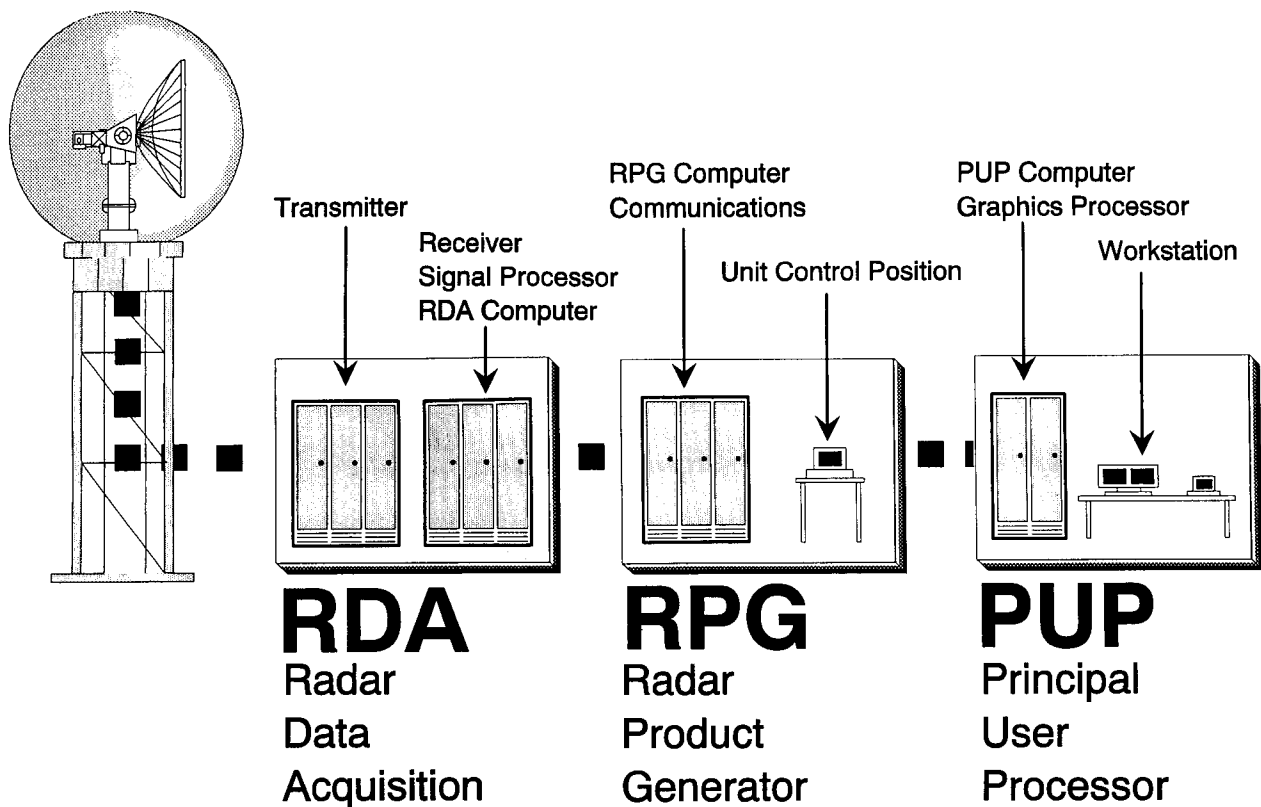 Transmitter
Receiver
Signal Processor
RDA Computer
RPG Computer
Communications
Unit Control Position
PUP Computer
Graphics Processor
Workstation
RDA
Radar
Data
Acquisition
RPG
Radar
Product
Generator
PUP
Principal
User
Processor